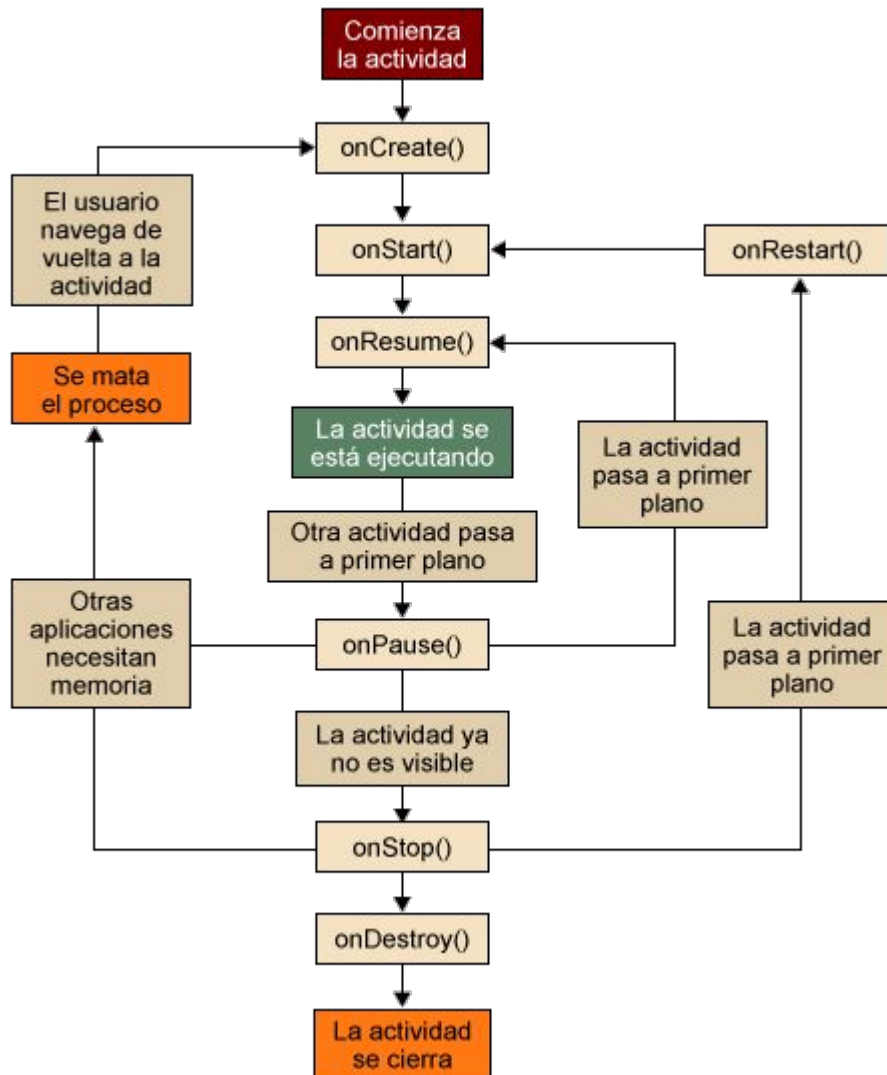 Comienza
la actividad
onCreate()
El usuario
navega de
vuelta a la
actividad
onStart()
onRestart()
onResume()
Se mata
el proceso
La actividad se
está ejecutando
La actividad
pasa a primer
plano
Otra actividad pasa
a primer plano
Otras
aplicaciones
necesitan
memoria
onPause()
La actividad
pasa a primer
plano
La actividad ya
no es visible
onStop()
onDestroy()
La actividad
se cierra